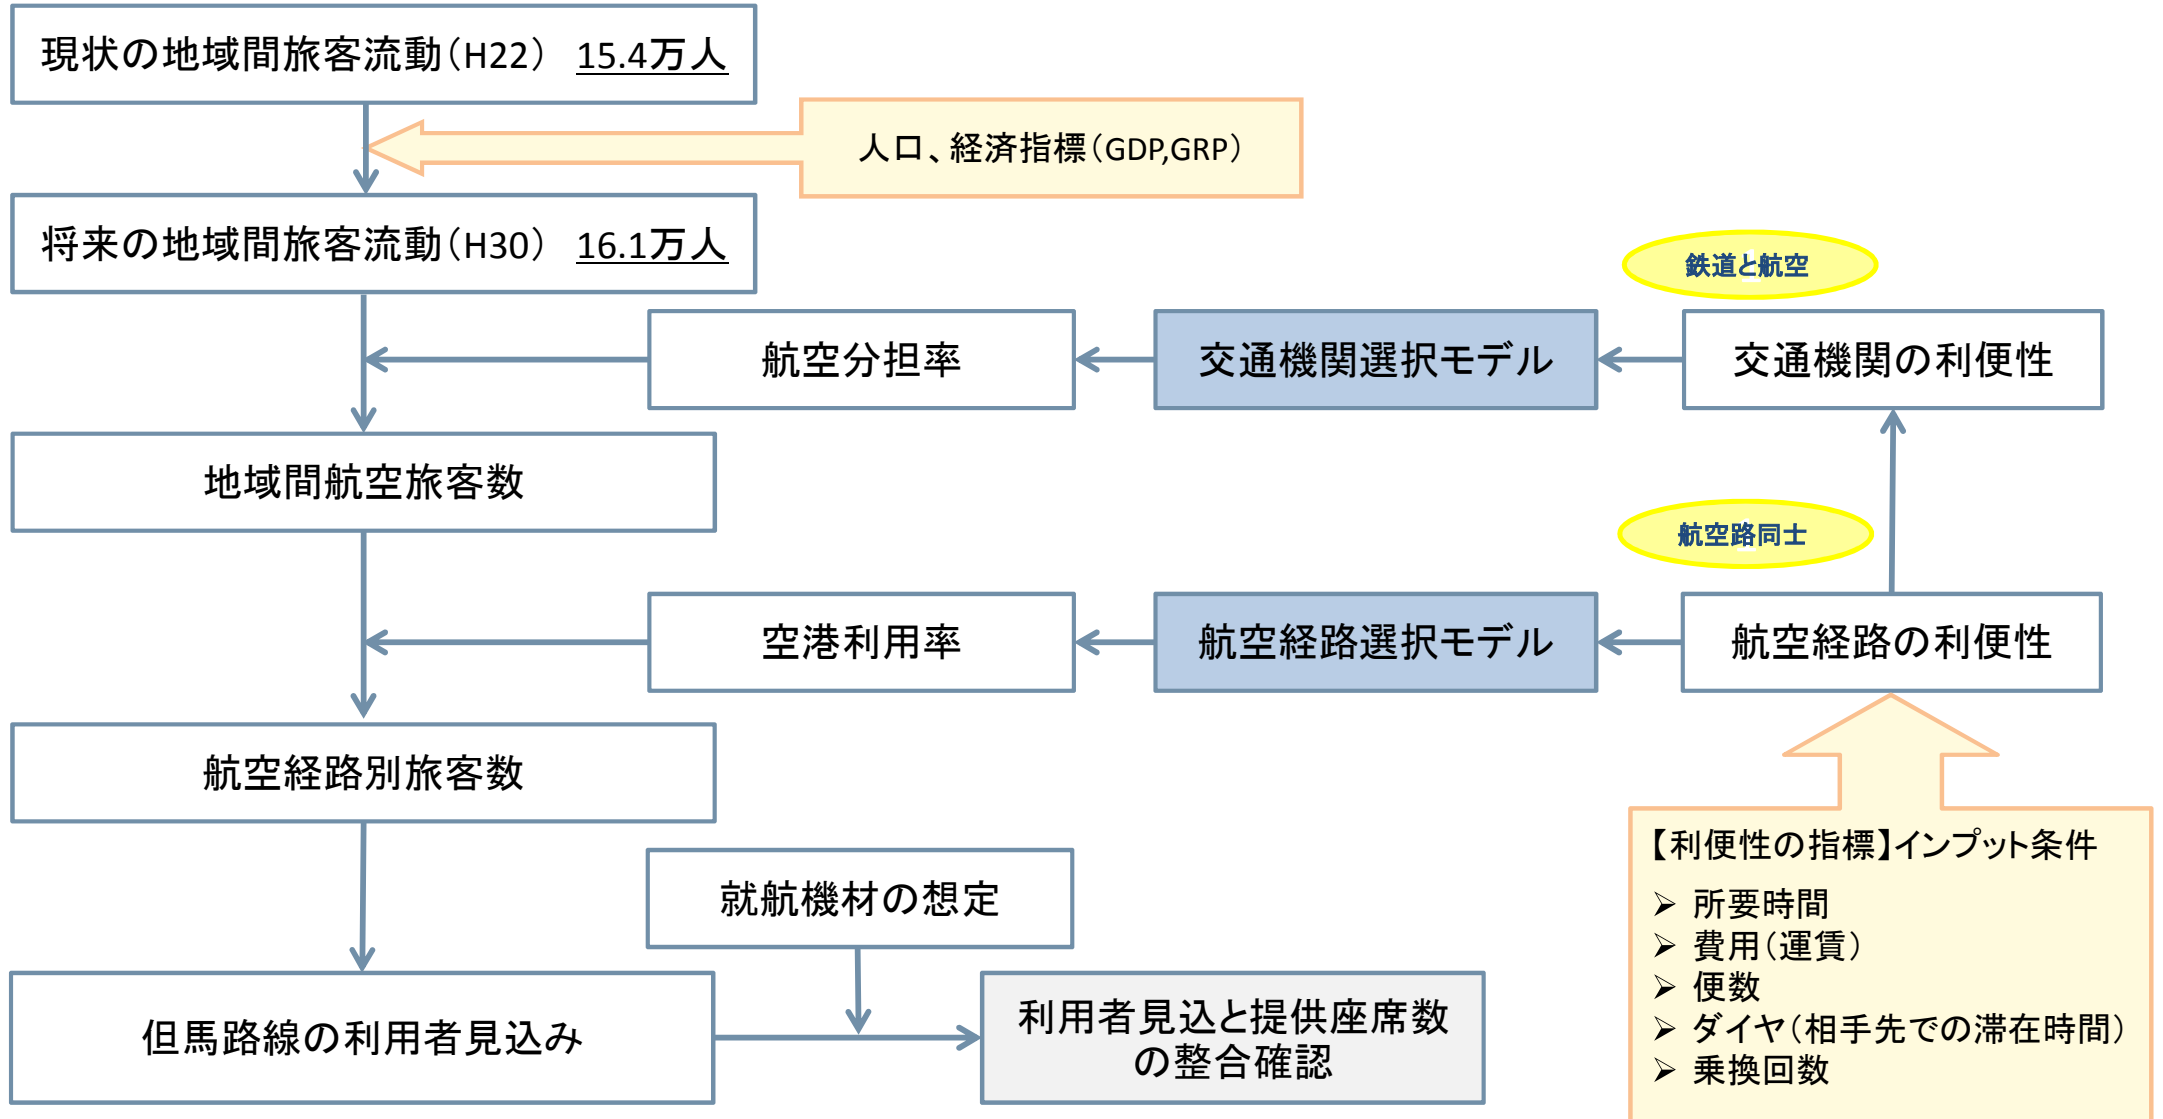 現状の地域間旅客流動(H22) 15.4万人
人口、経済指標(GDP,GRP)
将来の地域間旅客流動(H30) 16.1万人
鉄道と航空
航空分担率
交通機関選択モデル
交通機関の利便性
地域間航空旅客数
航空路同士
空港利用率
航空経路選択モデル
航空経路の利便性
航空経路別旅客数
就航機材の想定
但馬路線の利用者見込み
利用者見込と提供座席数
の整合確認
【利便性の指標】インプット条件
➢ 所要時間
➢ 費用(運賃)
➢ 便数
➢ ダイヤ(相手先での滞在時間)
➢ 乗換回数